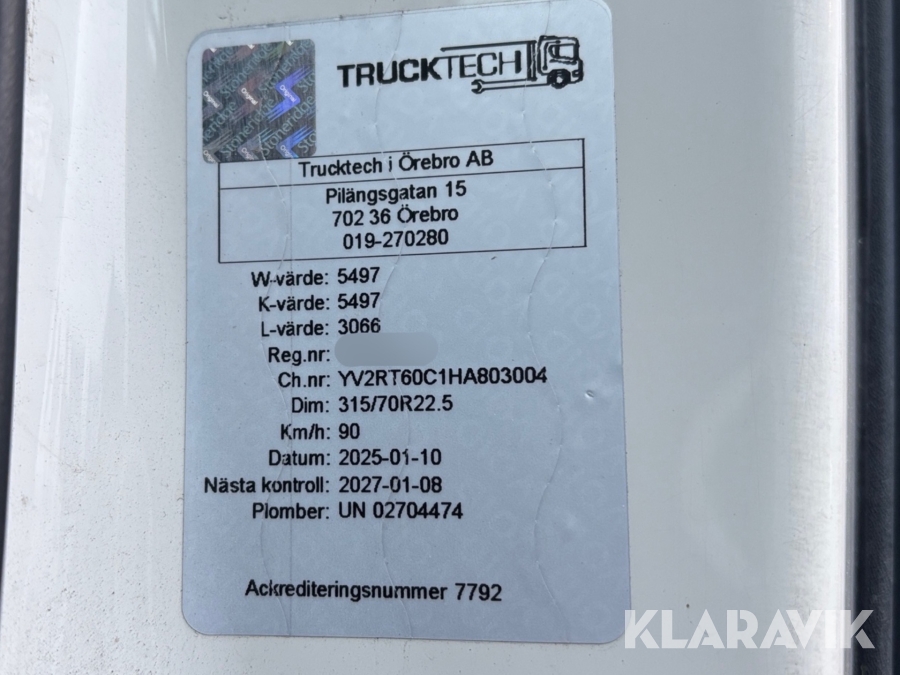 TRUCKTECH
Original
Stoneridge
Trucktech i Örebro AB
Pilängsgatan 15
702 36 Örebro
019-270280
W-värde: 5497
K-värde: 5497
L-värde: 3066
Reg.nr:
Ch.nr: YV2RT60C1HA803004
Dim: 315/70R22.5
Km/h: 90
Datum: 2025-01-10
Nästa kontroll: 2027-01-08
Plomber: UN 02704474
Ackrediteringsnummer 7792
KLARAVIK